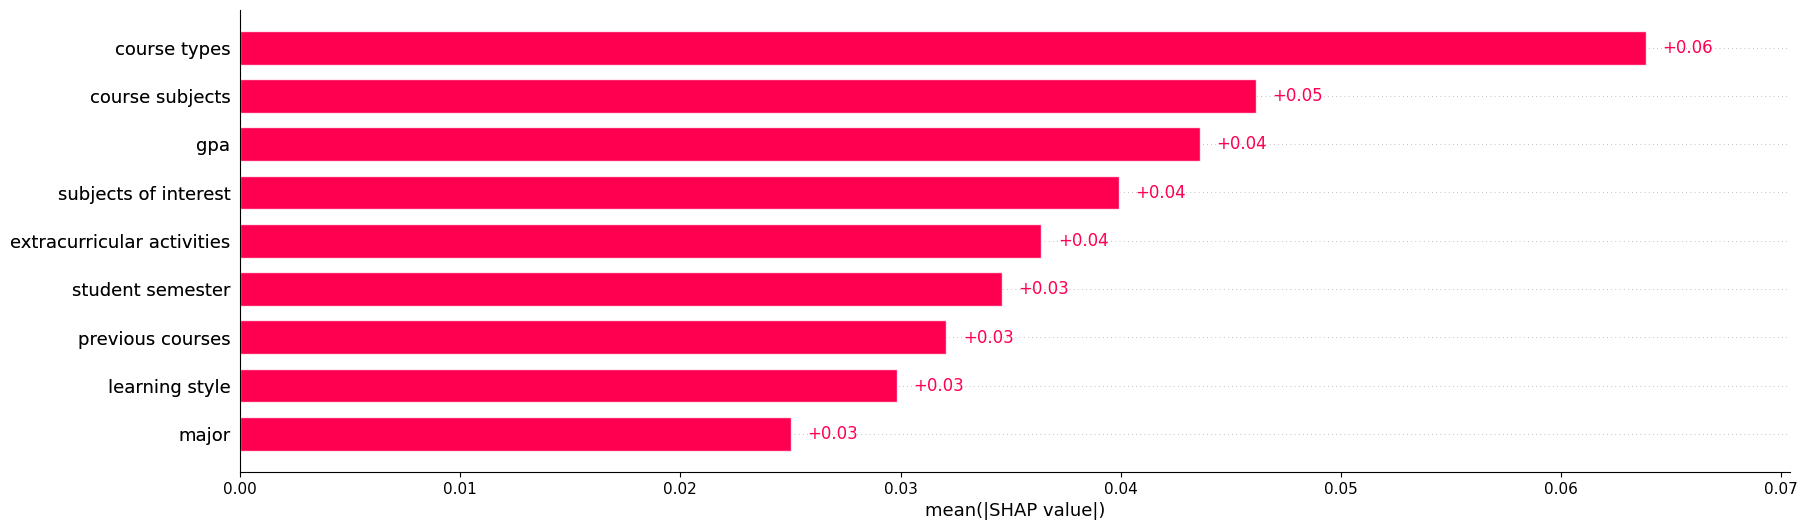 course types +0.06
course subjects +0.05
gpa +0.04
subjects of interest +0.04
extracurricular activities +0.04
student semester +0.03
previous courses +0.03
learning style +0.03
major +0.03
0.00 0.01 0.02 0.03 0.04 0.05 0.06 0.07
mean(|SHAP value|)